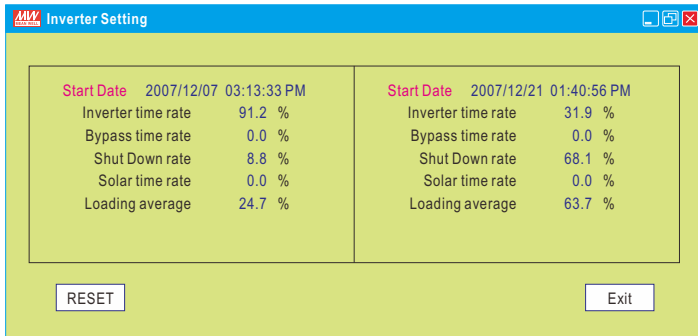 MW MEAN WELL Inverter Setting
Start Date 2007/12/07 03:13:33 PM
Inverter time rate 91.2 %
Bypass time rate 0.0 %
Shut Down rate 8.8 %
Solar time rate 0.0 %
Loading average 24.7 %
Start Date 2007/12/21 01:40:56 PM
Inverter time rate 31.9 %
Bypass time rate 0.0 %
Shut Down rate 68.1 %
Solar time rate 0.0 %
Loading average 63.7 %
RESET
Exit